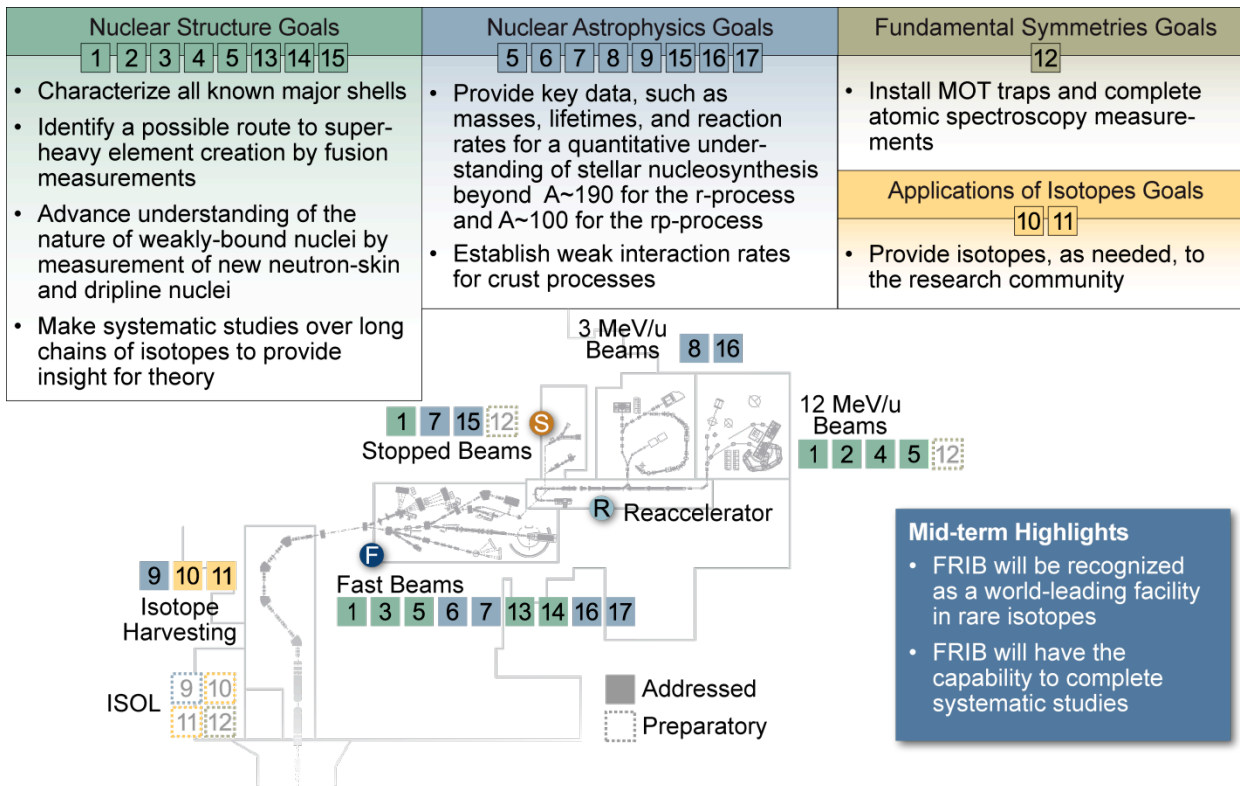 Nuclear Structure Goals
1 2 3 4 5 13 14 15
• Characterize all known major shells
• Identify a possible route to super-
heavy element creation by fusion
measurements
• Advance understanding of the
nature of weakly-bound nuclei by
measurement of new neutron-skin
and dripline nuclei
• Make systematic studies over long
chains of isotopes to provide
insight for theory
Nuclear Astrophysics Goals
5 6 7 8 9 15 16 17
• Provide key data, such as
masses, lifetimes, and reaction
rates for a quantitative under-
standing of stellar nucleosynthesis
beyond A~190 for the r-process
and A~100 for the rp-process
• Establish weak interaction rates
for crust processes
Fundamental Symmetries Goals
12
• Install MOT traps and complete
atomic spectroscopy measure-
ments
Applications of Isotopes Goals
10 11
• Provide isotopes, as needed, to
the research community
3 MeV/u
Beams
8 16
1 7 15 12
S
Stopped Beams
12 MeV/u
Beams
1 2 4 5 12
R
Reaccelerator
F
Fast Beams
1 3 5 6 7 13 14 16 17
9 10 11
Isotope
Harvesting
ISOL
9 10
11 12
Addressed
Preparatory
Mid-term Highlights
• FRIB will be recognized
as a world-leading facility
in rare isotopes
• FRIB will have the
capability to complete
systematic studies